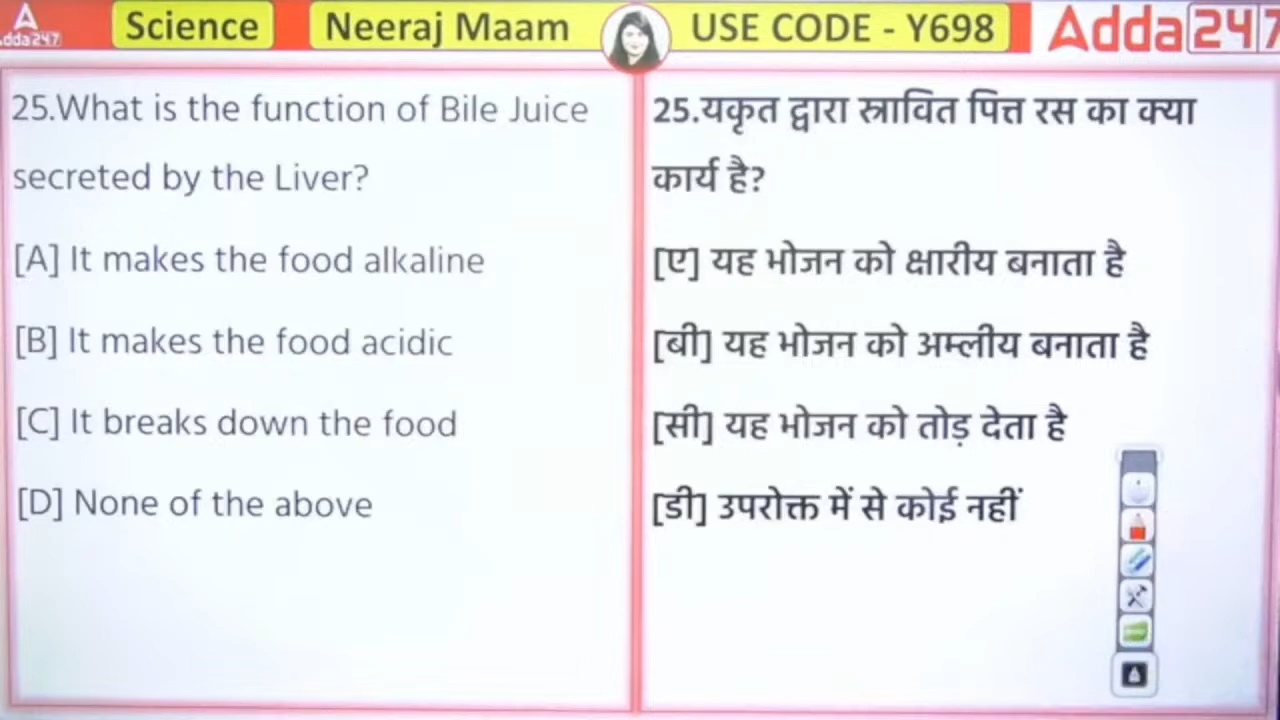 Adda247
Science
Neeraj Maam
USE CODE - Y698
Adda247
25.What is the function of Bile Juice
secreted by the Liver?
[A] It makes the food alkaline
[B] It makes the food acidic
[C] It breaks down the food
[D] None of the above
25.यकृत द्वारा स्रावित पित्त रस का क्या
कार्य है?
[ए] यह भोजन को क्षारीय बनाता है
[बी] यह भोजन को अम्लीय बनाता है
[सी] यह भोजन को तोड़ देता है
[डी] उपरोक्त में से कोई नहीं